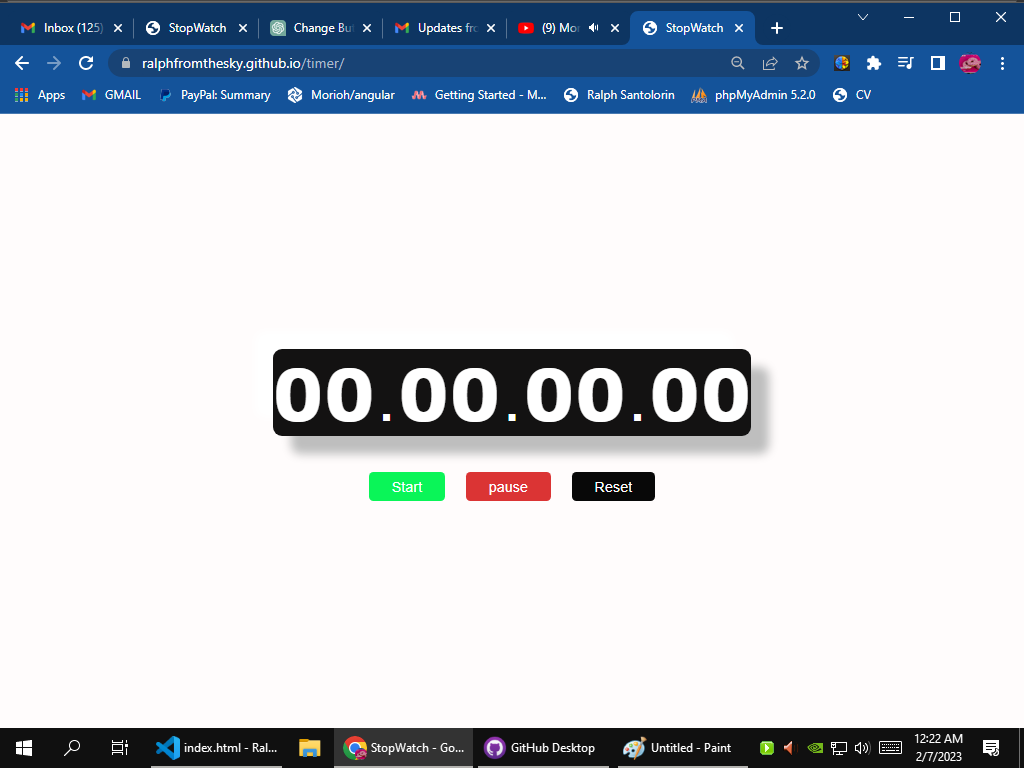 Inbox (125) StopWatch Change But Updates fro (9) Mor StopWatch
ralphfromthesky.github.io/timer/
Apps GMAIL PayPal: Summary Morioh/angular Getting Started - M... Ralph Santolorin phpMyAdmin 5.2.0 CV
00.00.00.00
Start pause Reset
index.html - Ral... StopWatch - Go... GitHub Desktop Untitled - Paint 12:22 AM
2/7/2023